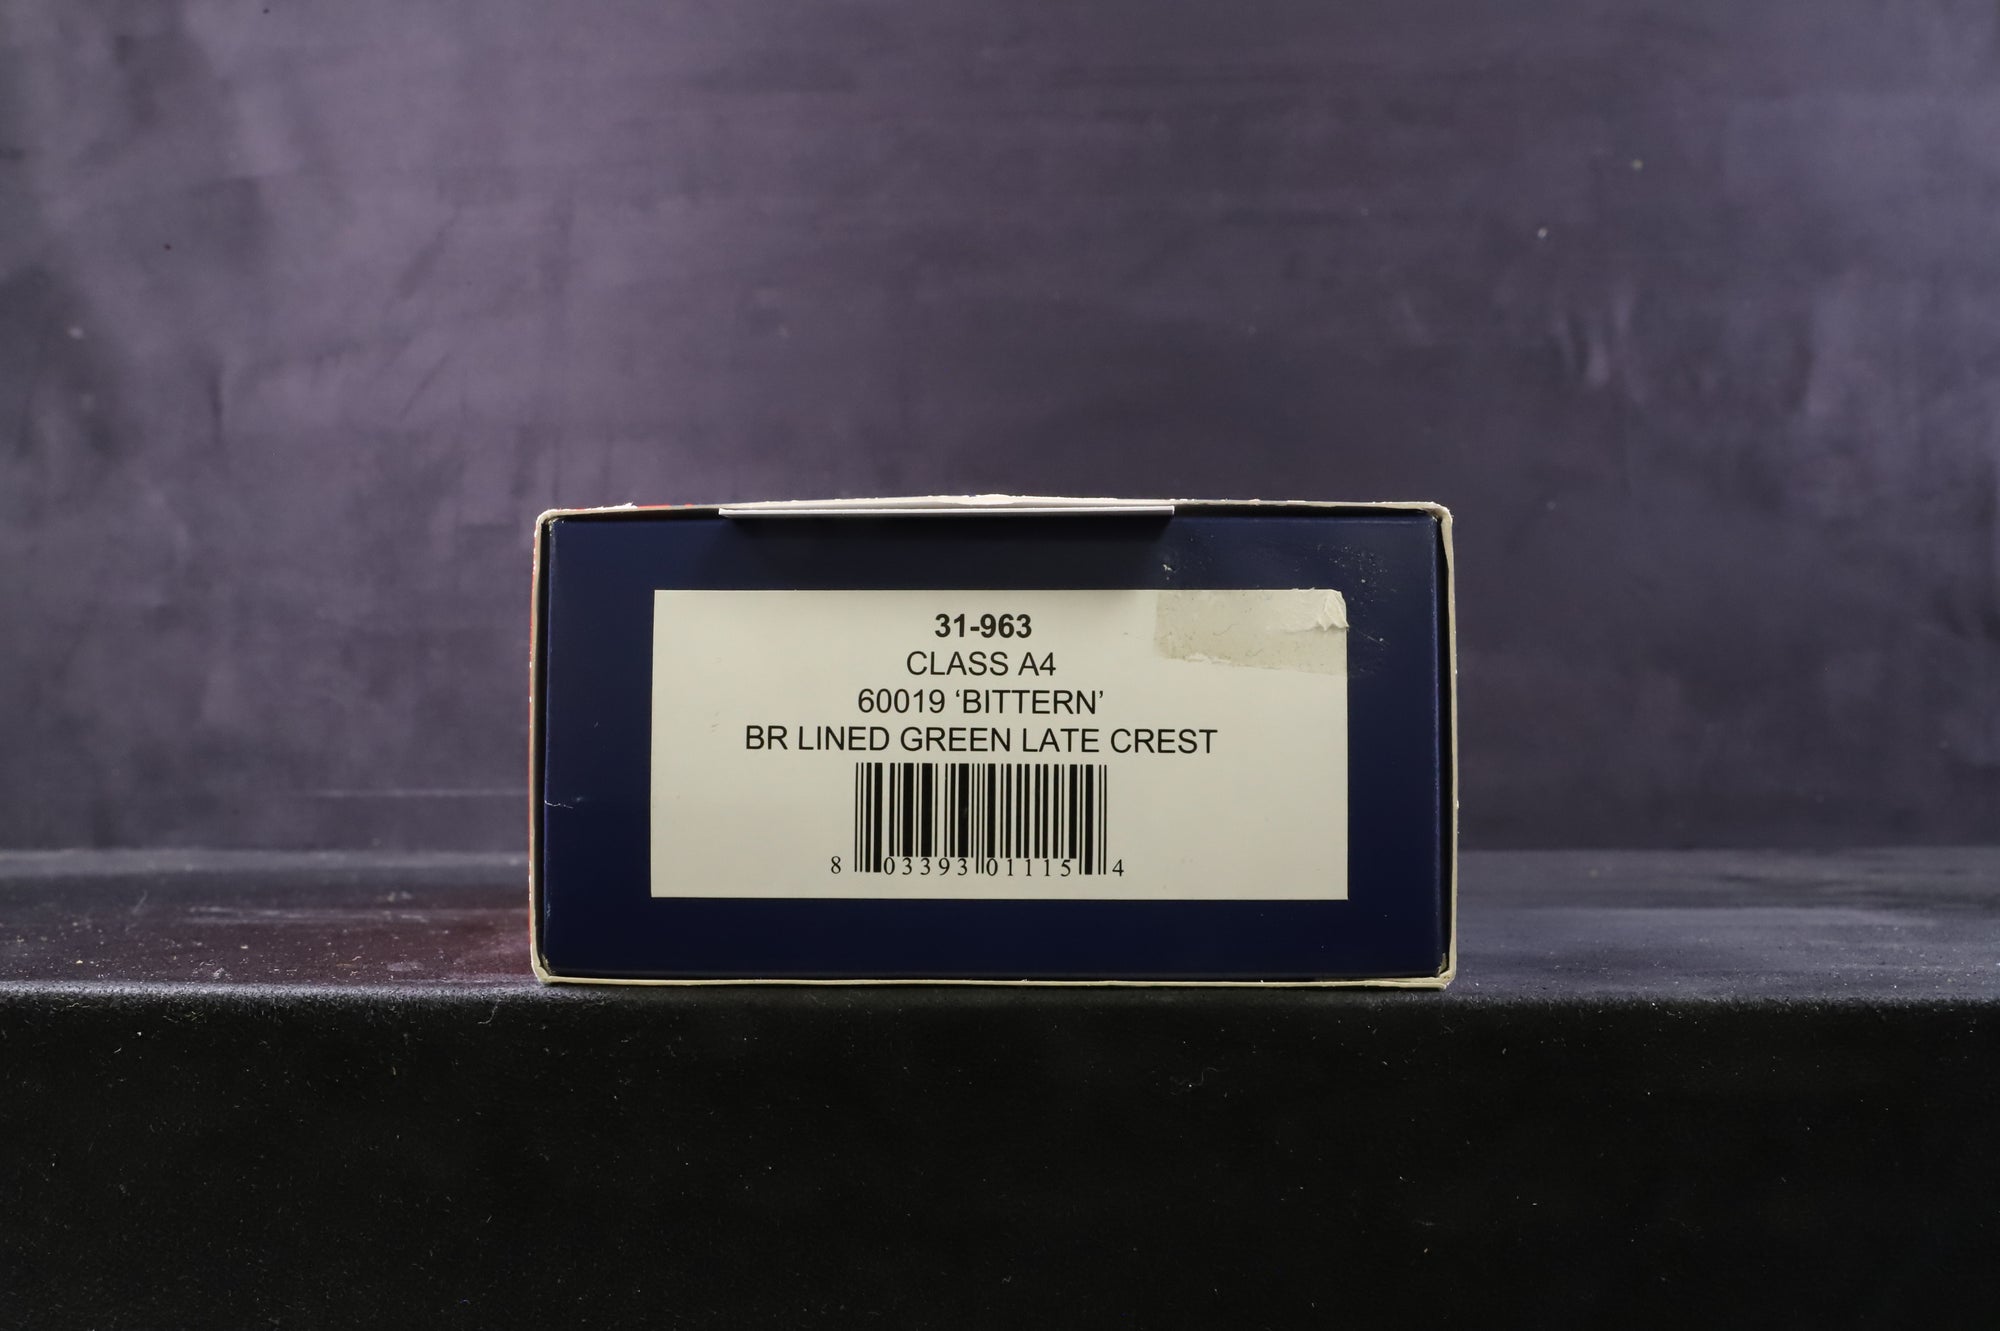 31-963
CLASS A4
60019 ‘BITTERN’
BR LINED GREEN LATE CREST
8 03393 01115 4